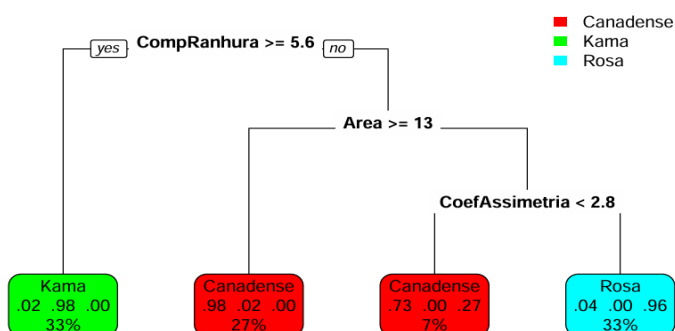 Canadense
Kama
Rosa
yes CompRanhura >= 5.6 no
Area >= 13
CoefAssimetria < 2.8
Kama
.02 .98 .00
33%
Canadense
.98 .02 .00
27%
Canadense
.73 .00 .27
7%
Rosa
.04 .00 .96
33%